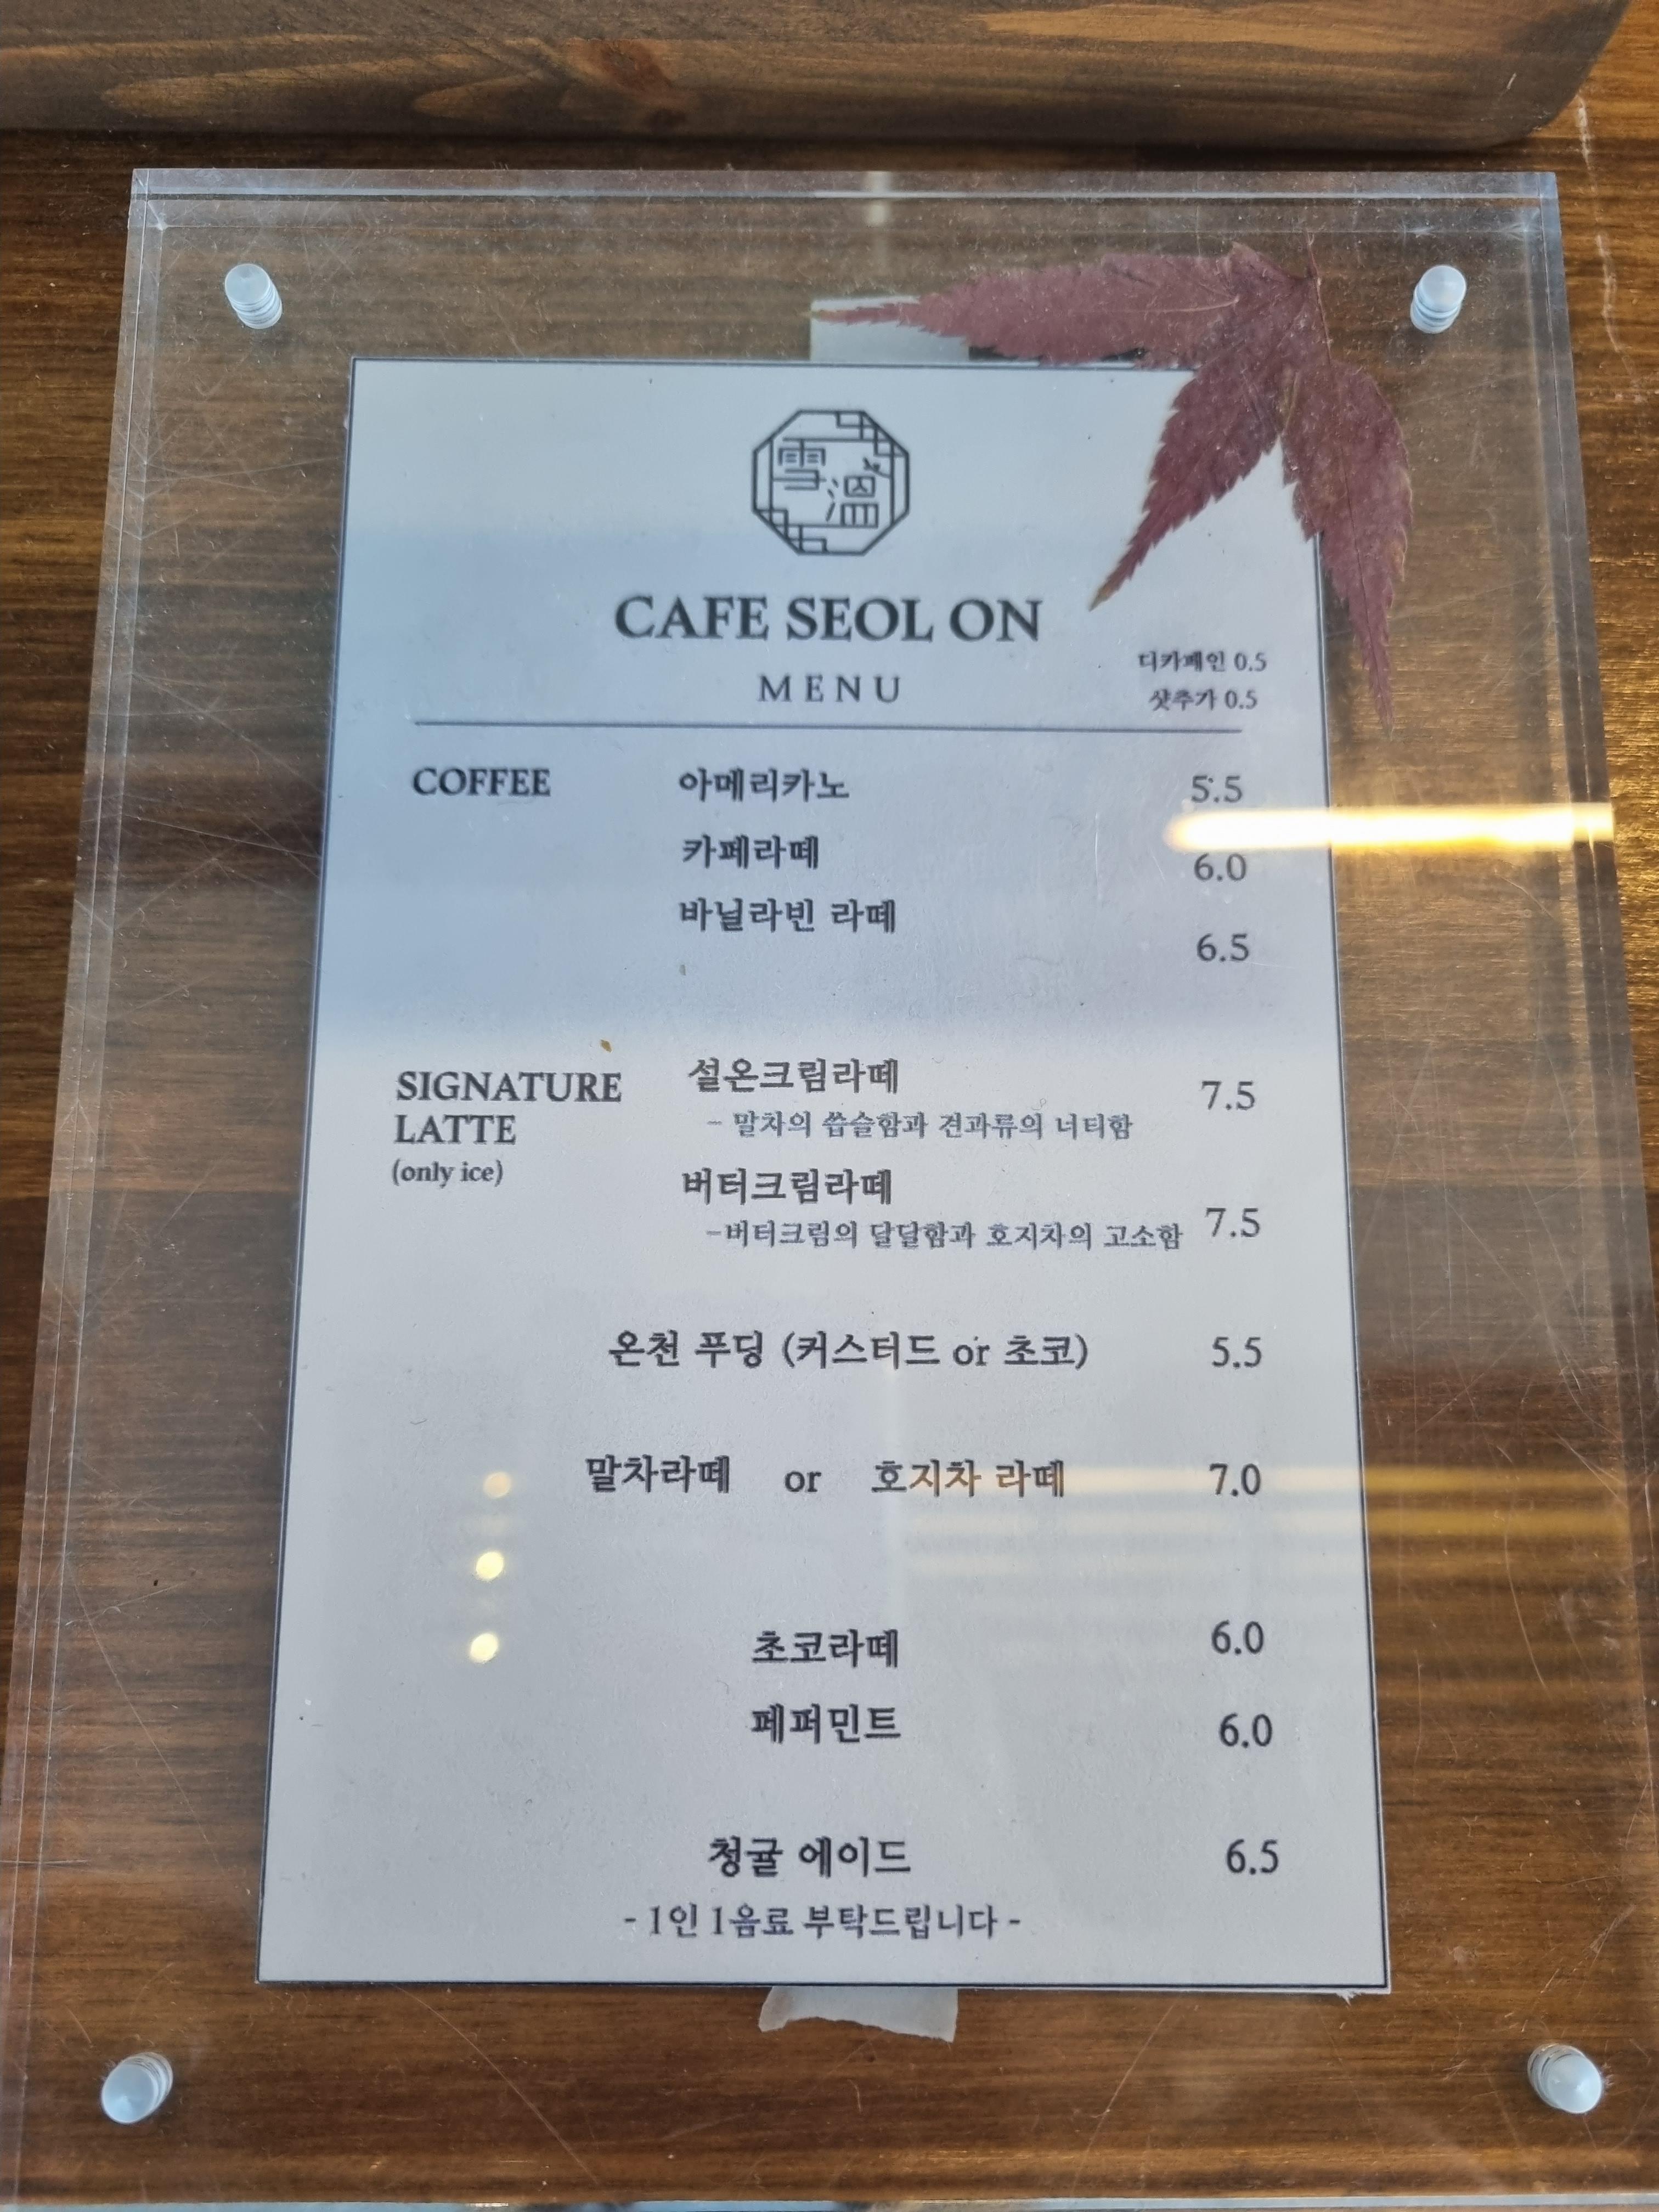 雪溫
CAFE SEOL ON
MENU
디카페인 0.5
샷추가 0.5
COFFEE 아메리카노 5.5
카페라떼 6.0
바닐라빈 라떼 6.5
SIGNATURE LATTE (only ice)
설온크림라떼 7.5
- 말차의 씁슬함과 견과류의 너티함
버터크림라떼 7.5
-버터크림의 달달함과 호지차의 고소함
온천 푸딩 (커스터드 or 초코) 5.5
말차라떼 or 호지차 라떼 7.0
초코라떼 6.0
페퍼민트 6.0
청귤 에이드 6.5
- 1인 1음료 부탁드립니다 -